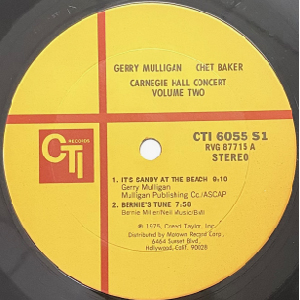 GERRY MULLIGAN CHET BAKER
CARNEGIE HALL CONCERT
VOLUME TWO
CTI
RECORDS
CTI 6055 S1
RVG 87715 A
STEREO
1. IT'S SANDY AT THE BEACH 8:10
Gerry Mulligan
Mulligan Publishing Co./ASCAP
2. BERNIE'S TUNE 7:50
Bernie Miller/Neil Music/BMI
℗ 1975, Creed Taylor, Inc.
Distributed by Motown Record Corp.
6464 Sunset Blvd.
Hollywood, Calif. 90028